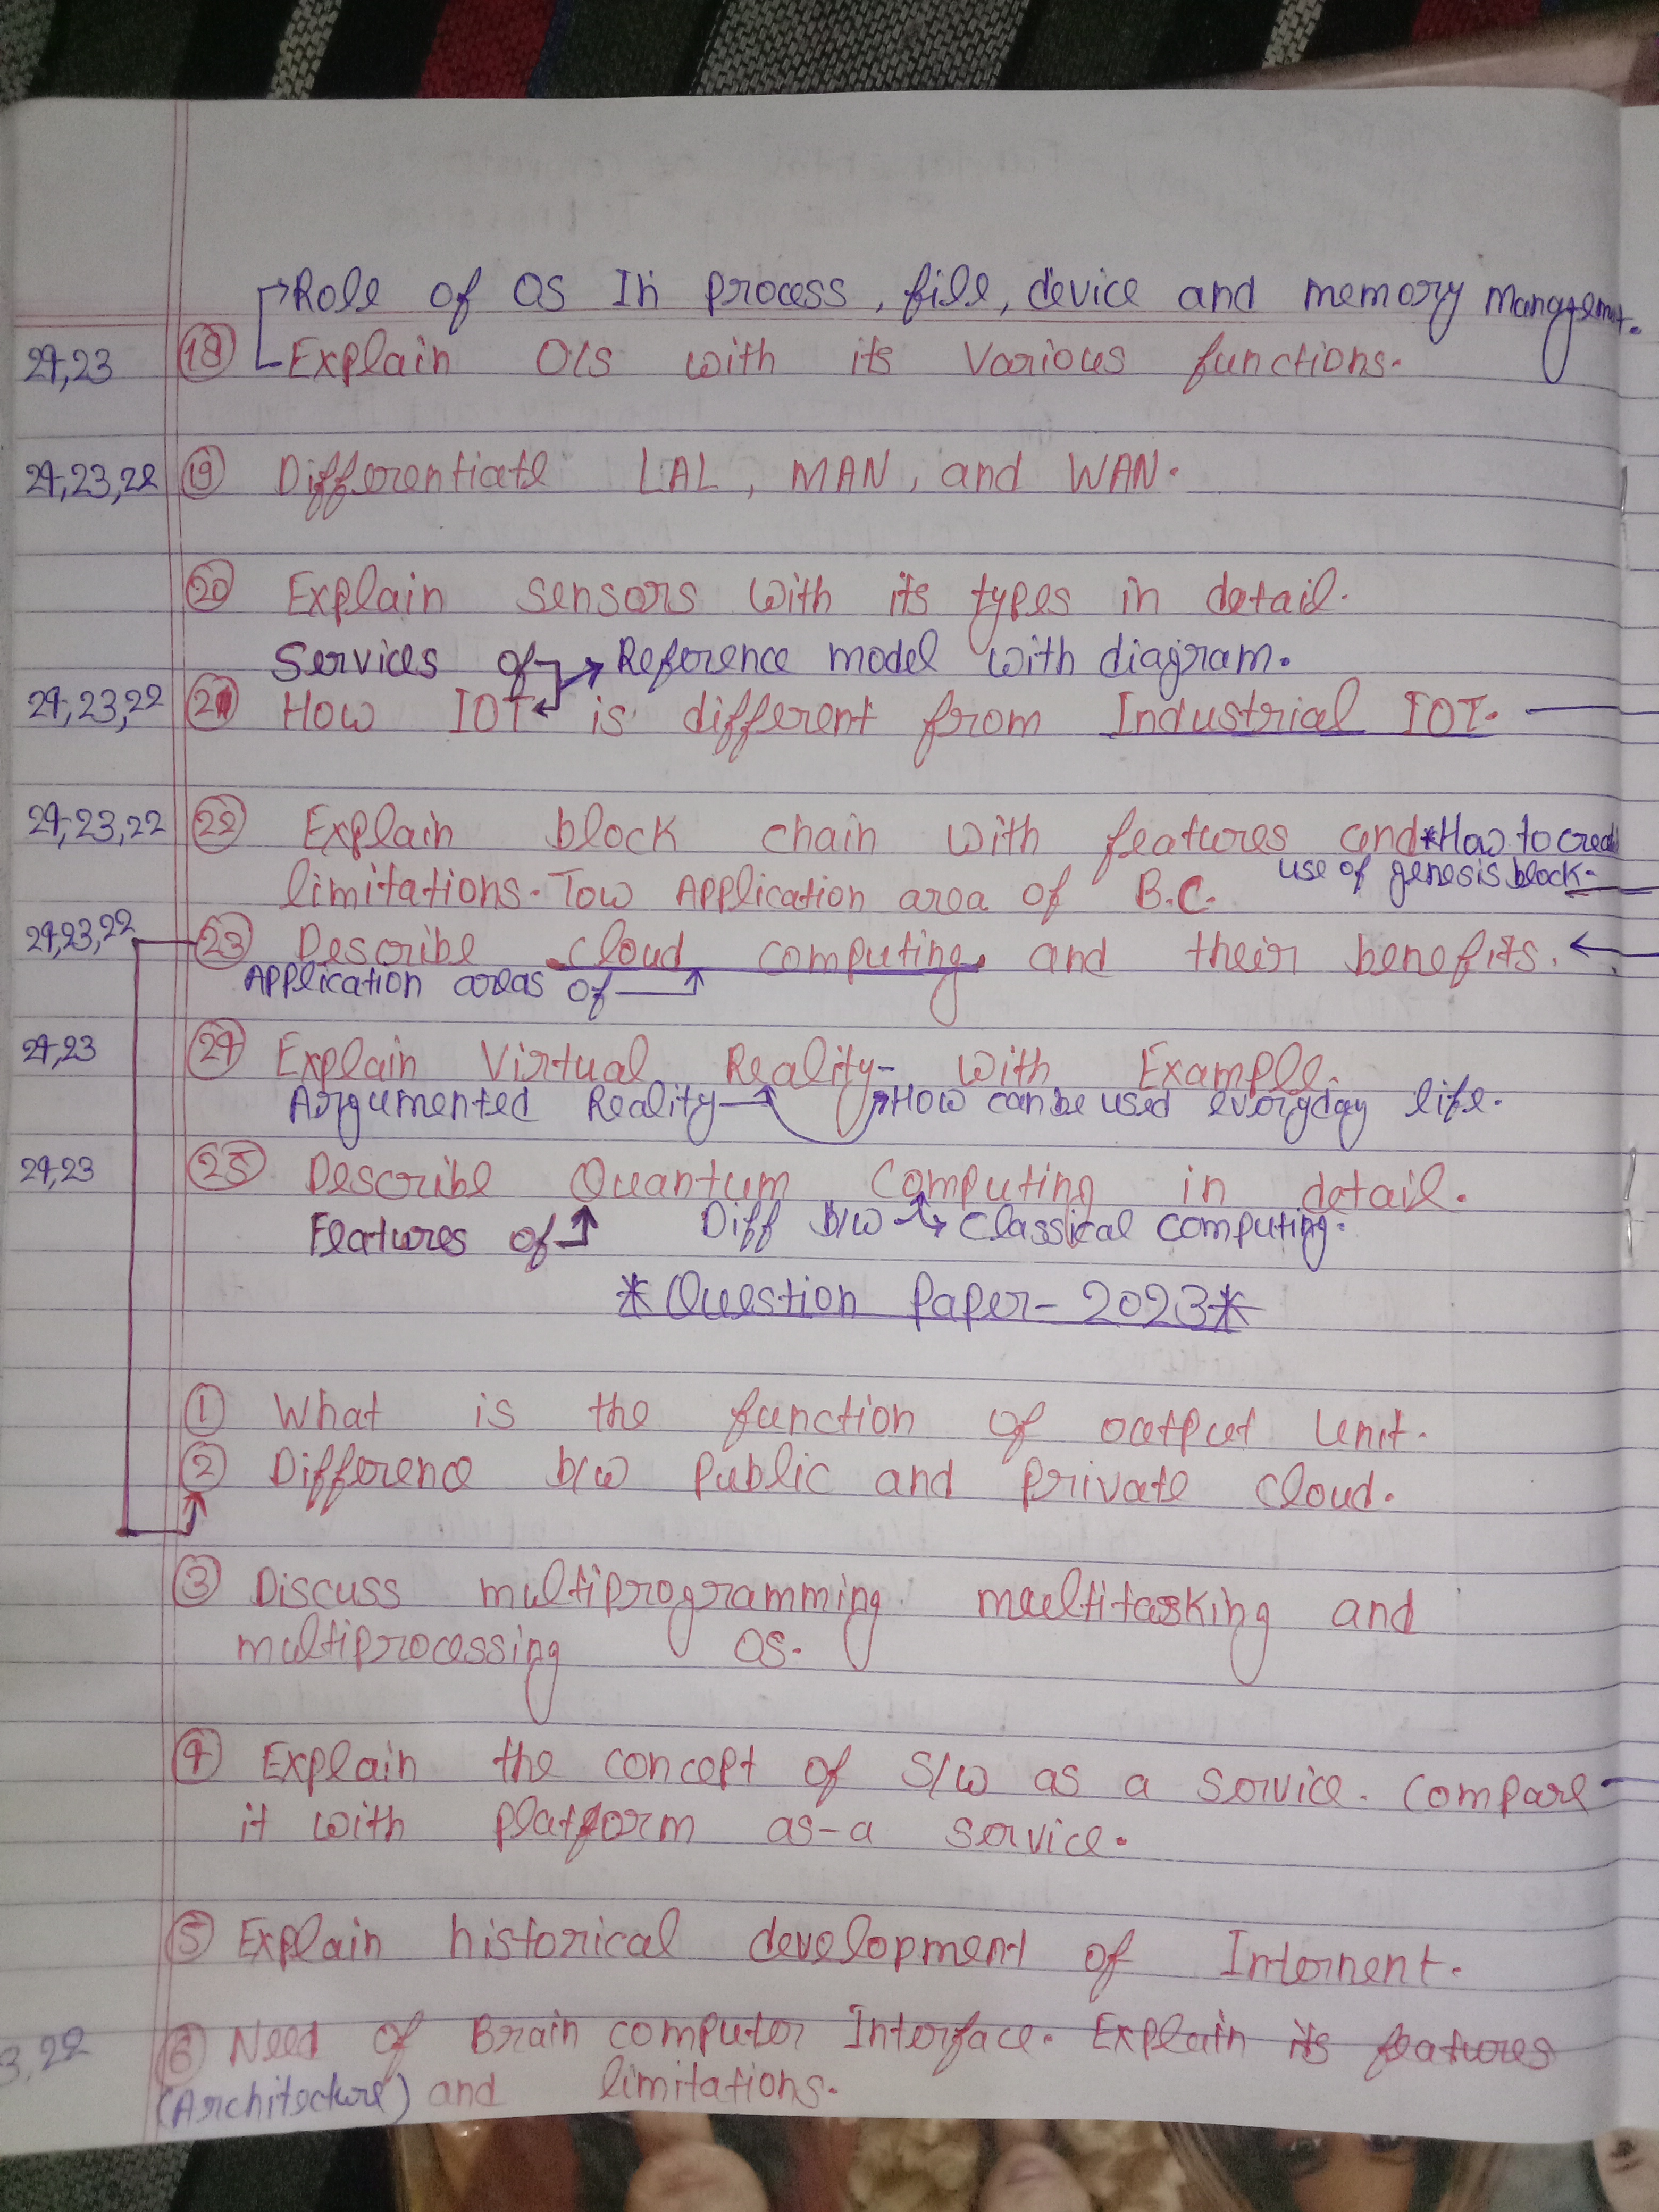 Role of OS In process, file, device and memory management.
24,23 (18) Explain O/S with its various functions.
24,23,22 (19) Differentiate LAL, MAN, and WAN.
(20) Explain sensors with its types in detail.
Services of Reference model with diagram.
24,23,22 (21) How IOT is different from Industrial IOT.
24,23,22 (22) Explain block chain with features and *How to creat
limitations. Tow Application area of B.C. use of genesis block
24,23,22 (23) Describe cloud computing and their benefits.
Application areas of
24,23 (24) Explain Virtual Reality- with Example.
Argumented Reality How can be used everyday life.
24,23 (25) Describe Quantum Computing in detail.
Features of Diff b/w Classical computing.
*Question Paper-2023*
(1) What is the function of output Unit.
(2) Difference b/w Public and Private Cloud.
(3) Discuss multiprogramming multitasking and
multiprocessing OS.
(4) Explain the concept of S/W as a service. Compare
it with platform as-a service.
(5) Explain historical development of Internent.
3,22 (6) Need of Brain computer Interface. Explain its features
(Architecture) and limitations.